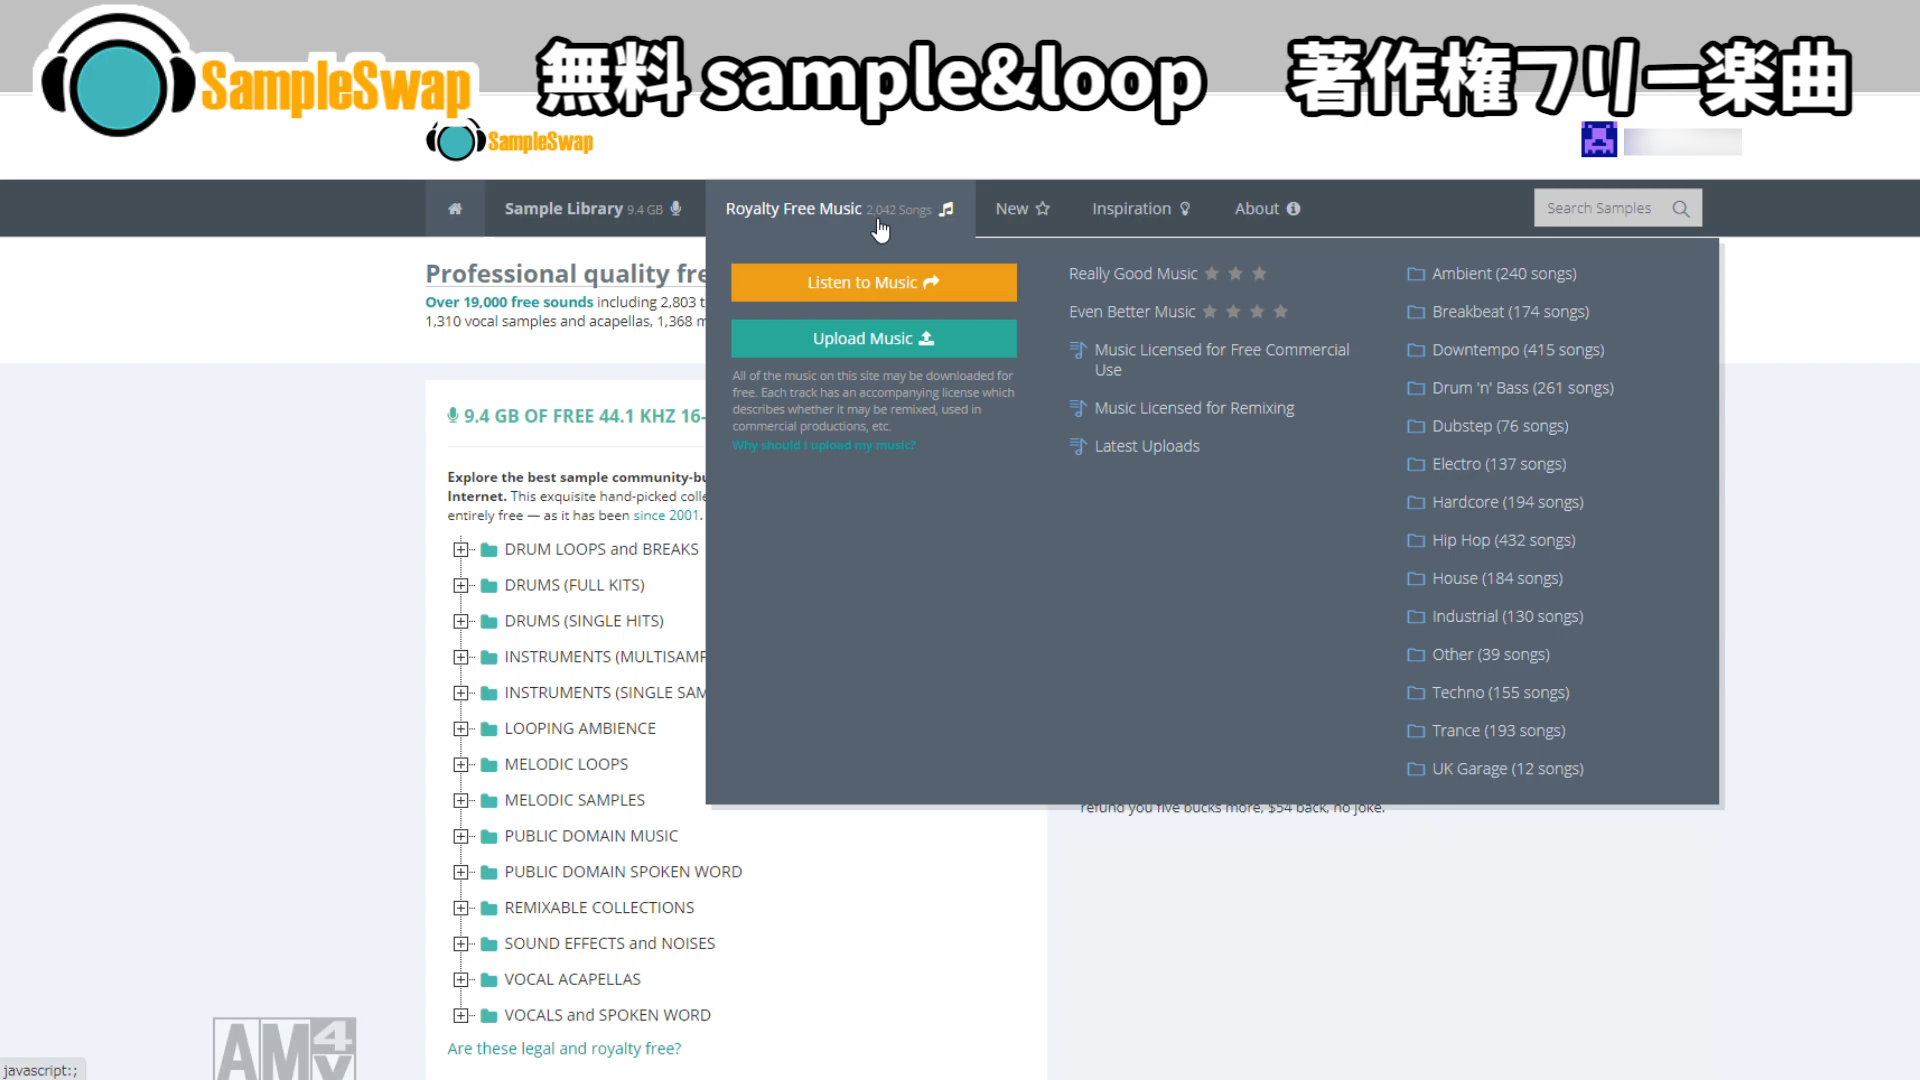 SampleSwap
無料 sample&loop 著作権フリー楽曲
SampleSwap
Sample Library 9.4 GB
Royalty Free Music 2,042 Songs
New
Inspiration
About
Search Samples
Professional quality fre
Over 19,000 free sounds including 2,803 t
1,310 vocal samples and acapellas, 1,368 m
Listen to Music
Upload Music
All of the music on this site may be downloaded for
free. Each track has an accompanying license which
describes whether it may be remixed, used in
commercial productions, etc.
Why should I upload my music?
Really Good Music
Even Better Music
Music Licensed for Free Commercial
Use
Music Licensed for Remixing
Latest Uploads
Ambient (240 songs)
Breakbeat (174 songs)
Downtempo (415 songs)
Drum 'n' Bass (261 songs)
Dubstep (76 songs)
Electro (137 songs)
Hardcore (194 songs)
Hip Hop (432 songs)
House (184 songs)
Industrial (130 songs)
Other (39 songs)
Techno (155 songs)
Trance (193 songs)
UK Garage (12 songs)
9.4 GB OF FREE 44.1 KHZ 16-
Explore the best sample community-bu
Internet. This exquisite hand-picked colle
entirely free — as it has been since 2001.
DRUM LOOPS and BREAKS
DRUMS (FULL KITS)
DRUMS (SINGLE HITS)
INSTRUMENTS (MULTISAMP
INSTRUMENTS (SINGLE SAM
LOOPING AMBIENCE
MELODIC LOOPS
MELODIC SAMPLES
PUBLIC DOMAIN MUSIC
PUBLIC DOMAIN SPOKEN WORD
REMIXABLE COLLECTIONS
SOUND EFFECTS and NOISES
VOCAL ACAPELLAS
VOCALS and SPOKEN WORD
Are these legal and royalty free?
refund you five bucks more, $54 back, no joke.
AM4V
javascript:;